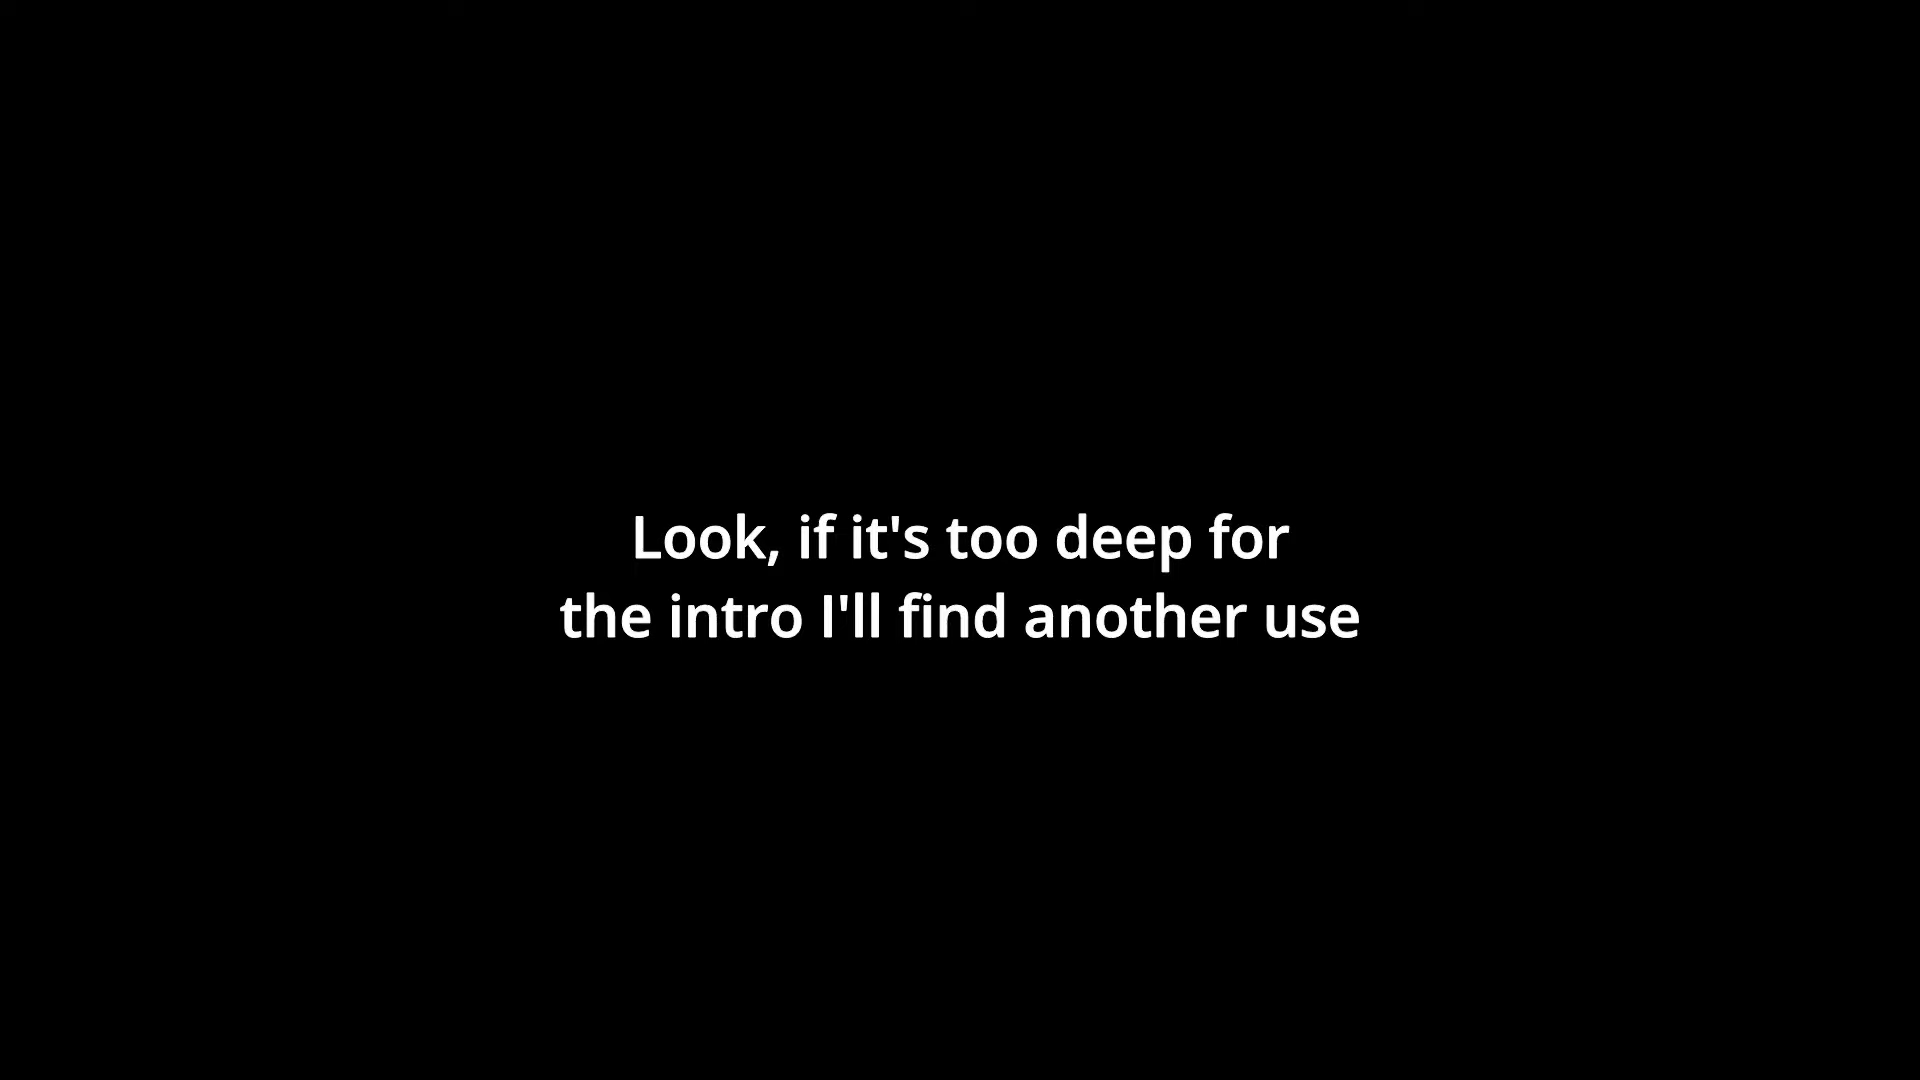 Look, if it's too deep for
the intro I'll find another use